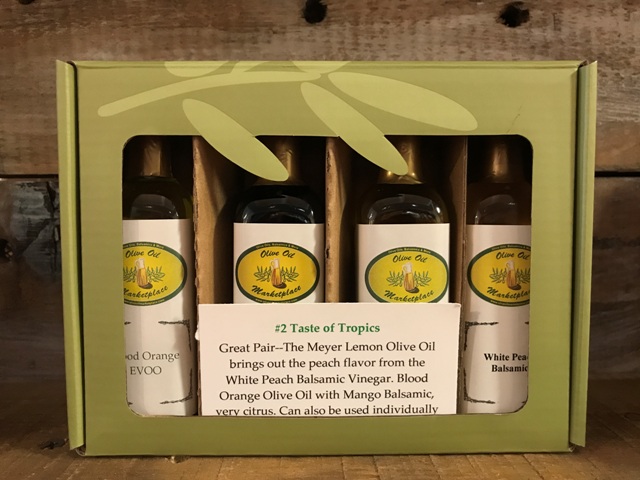 Olive Oil
Marketplace
Olive Oil
Marketplace
Olive Oil
Marketplace
Olive Oil
Marketplace
Orange
EVOO
White
Balsamic
#2 Taste of Tropics
Great Pair--The Meyer Lemon Olive Oil
brings out the peach flavor from the
White Peach Balsamic Vinegar. Blood
Orange Olive Oil with Mango Balsamic,
very citrus. Can also be used individually